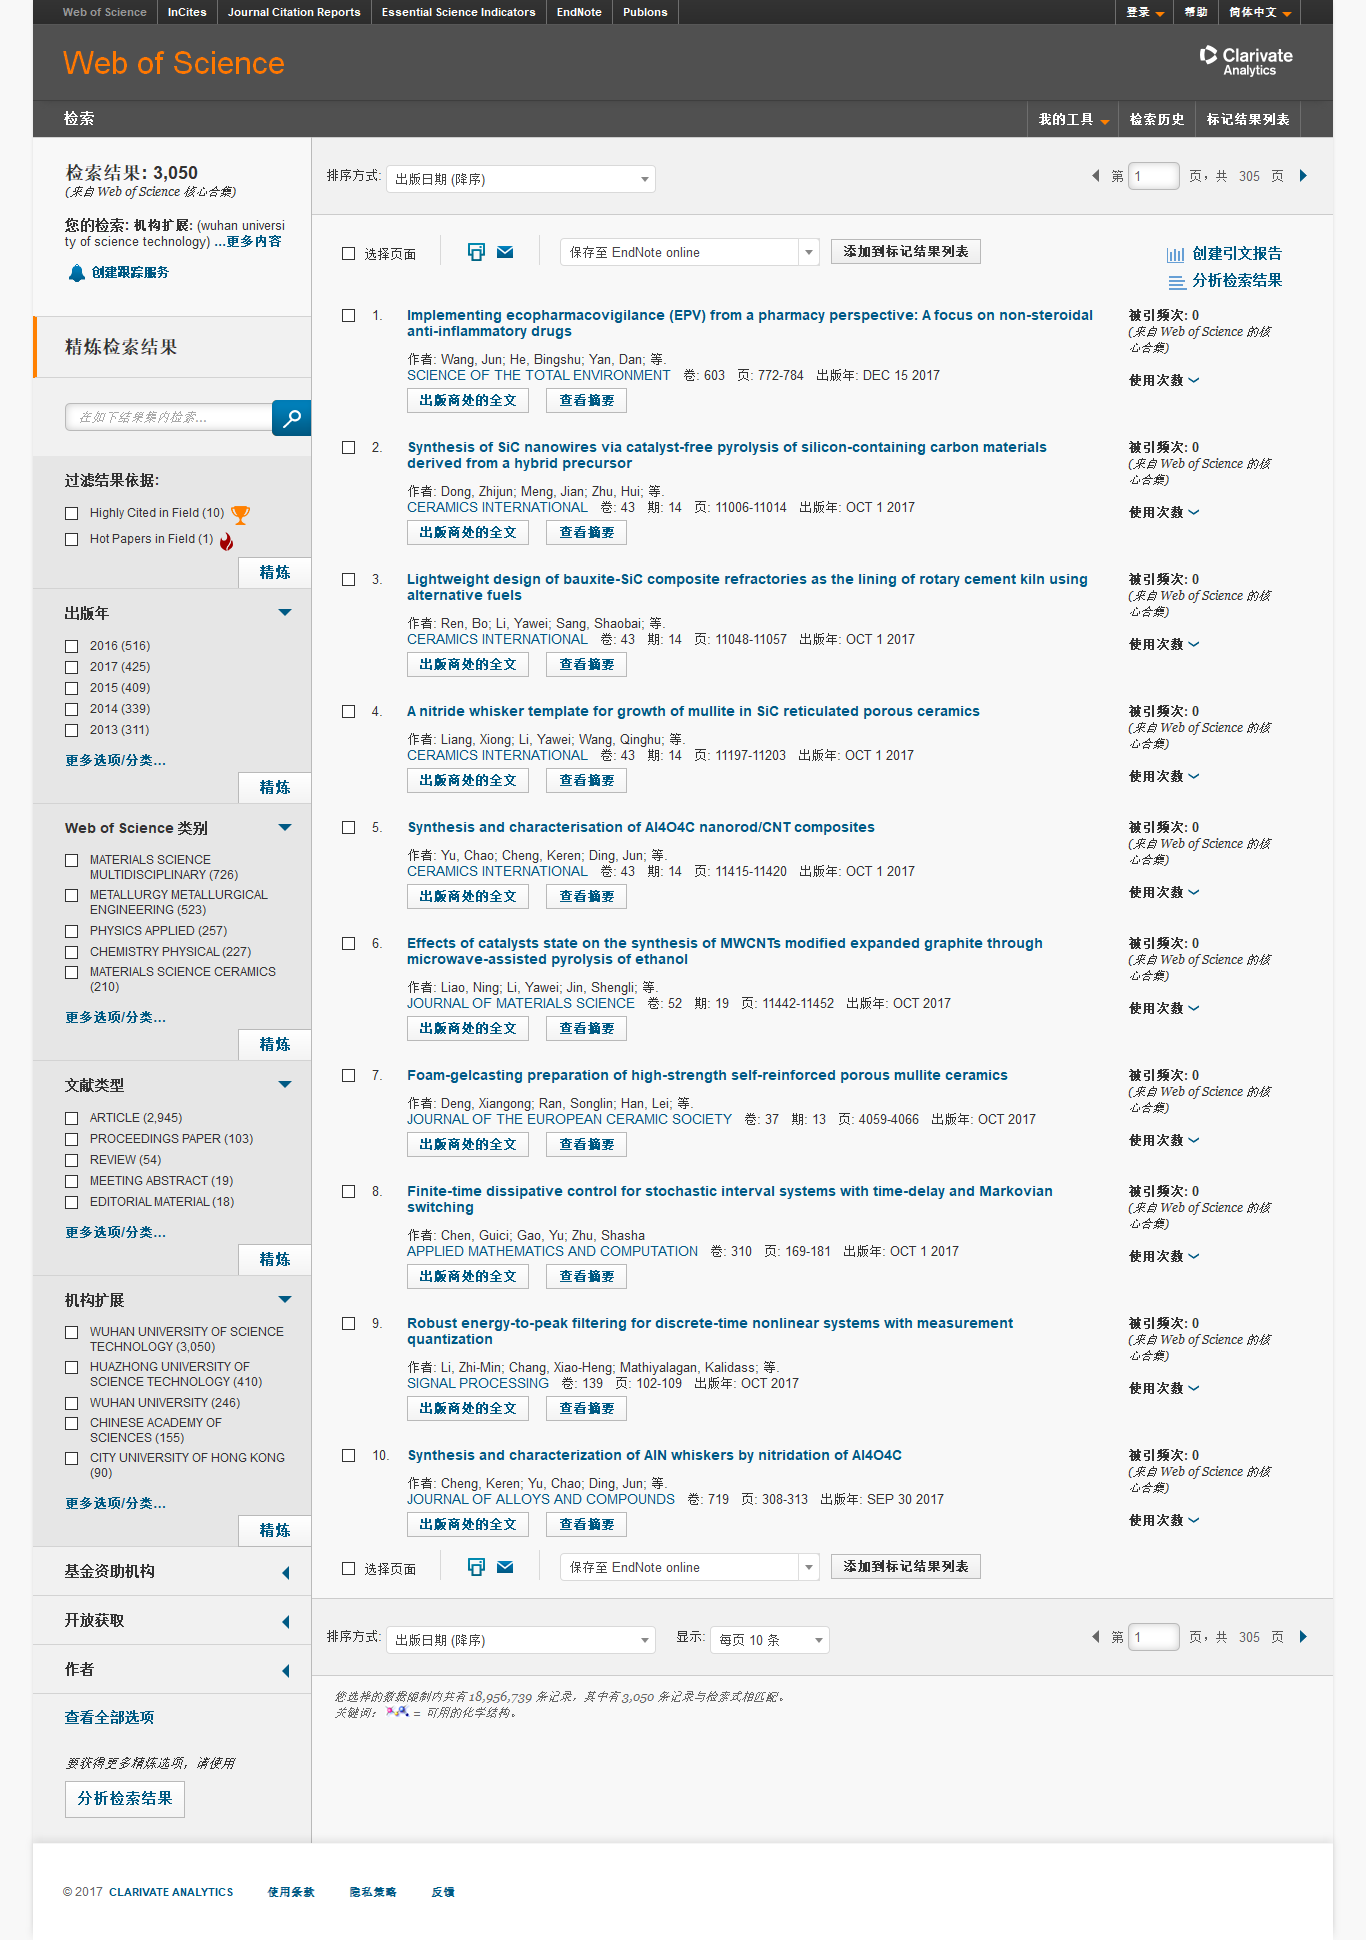 Web of Science InCites Journal Citation Reports Essential Science Indicators EndNote Publons 登录 帮助 简体中文
Web of Science
Clarivate
Analytics
检索 我的工具 检索历史 标记结果列表
检索结果: 3,050
(来自 Web of Science 核心合集)
您的检索: 机构扩展: (wuhan universi
ty of science technology) ...更多内容
创建跟踪服务
精炼检索结果
在如下结果集内检索...
过滤结果依据:
Highly Cited in Field (10)
Hot Papers in Field (1)
精炼
出版年
2016 (516)
2017 (425)
2015 (409)
2014 (339)
2013 (311)
更多选项/分类...
精炼
Web of Science 类别
MATERIALS SCIENCE
MULTIDISCIPLINARY (726)
METALLURGY METALLURGICAL
ENGINEERING (523)
PHYSICS APPLIED (257)
CHEMISTRY PHYSICAL (227)
MATERIALS SCIENCE CERAMICS
(210)
更多选项/分类...
精炼
文献类型
ARTICLE (2,945)
PROCEEDINGS PAPER (103)
REVIEW (54)
MEETING ABSTRACT (19)
EDITORIAL MATERIAL (18)
更多选项/分类...
精炼
机构扩展
WUHAN UNIVERSITY OF SCIENCE
TECHNOLOGY (3,050)
HUAZHONG UNIVERSITY OF
SCIENCE TECHNOLOGY (410)
WUHAN UNIVERSITY (246)
CHINESE ACADEMY OF
SCIENCES (155)
CITY UNIVERSITY OF HONG KONG
(90)
更多选项/分类...
精炼
基金资助机构
开放获取
作者
查看全部选项
要获得更多精炼选项，请使用
分析检索结果
排序方式: 出版日期 (降序) 第 1 页，共 305 页
选择页面 保存至 EndNote online 添加到标记结果列表
创建引文报告
分析检索结果
1. Implementing ecopharmacovigilance (EPV) from a pharmacy perspective: A focus on non-steroidal
anti-inflammatory drugs
作者: Wang, Jun; He, Bingshu; Yan, Dan; 等.
SCIENCE OF THE TOTAL ENVIRONMENT 卷: 603 页: 772-784 出版年: DEC 15 2017
出版商处的全文 查看摘要
被引频次: 0
(来自 Web of Science 的核
心合集)
使用次数
2. Synthesis of SiC nanowires via catalyst-free pyrolysis of silicon-containing carbon materials
derived from a hybrid precursor
作者: Dong, Zhijun; Meng, Jian; Zhu, Hui; 等.
CERAMICS INTERNATIONAL 卷: 43 期: 14 页: 11006-11014 出版年: OCT 1 2017
出版商处的全文 查看摘要
被引频次: 0
(来自 Web of Science 的核
心合集)
使用次数
3. Lightweight design of bauxite-SiC composite refractories as the lining of rotary cement kiln using
alternative fuels
作者: Ren, Bo; Li, Yawei; Sang, Shaobai; 等.
CERAMICS INTERNATIONAL 卷: 43 期: 14 页: 11048-11057 出版年: OCT 1 2017
出版商处的全文 查看摘要
被引频次: 0
(来自 Web of Science 的核
心合集)
使用次数
4. A nitride whisker template for growth of mullite in SiC reticulated porous ceramics
作者: Liang, Xiong; Li, Yawei; Wang, Qinghu; 等.
CERAMICS INTERNATIONAL 卷: 43 期: 14 页: 11197-11203 出版年: OCT 1 2017
出版商处的全文 查看摘要
被引频次: 0
(来自 Web of Science 的核
心合集)
使用次数
5. Synthesis and characterisation of Al4O4C nanorod/CNT composites
作者: Yu, Chao; Cheng, Keren; Ding, Jun; 等.
CERAMICS INTERNATIONAL 卷: 43 期: 14 页: 11415-11420 出版年: OCT 1 2017
出版商处的全文 查看摘要
被引频次: 0
(来自 Web of Science 的核
心合集)
使用次数
6. Effects of catalysts state on the synthesis of MWCNTs modified expanded graphite through
microwave-assisted pyrolysis of ethanol
作者: Liao, Ning; Li, Yawei; Jin, Shengli; 等.
JOURNAL OF MATERIALS SCIENCE 卷: 52 期: 19 页: 11442-11452 出版年: OCT 2017
出版商处的全文 查看摘要
被引频次: 0
(来自 Web of Science 的核
心合集)
使用次数
7. Foam-gelcasting preparation of high-strength self-reinforced porous mullite ceramics
作者: Deng, Xiangong; Ran, Songlin; Han, Lei; 等.
JOURNAL OF THE EUROPEAN CERAMIC SOCIETY 卷: 37 期: 13 页: 4059-4066 出版年: OCT 2017
出版商处的全文 查看摘要
被引频次: 0
(来自 Web of Science 的核
心合集)
使用次数
8. Finite-time dissipative control for stochastic interval systems with time-delay and Markovian
switching
作者: Chen, Guici; Gao, Yu; Zhu, Shasha
APPLIED MATHEMATICS AND COMPUTATION 卷: 310 页: 169-181 出版年: OCT 1 2017
出版商处的全文 查看摘要
被引频次: 0
(来自 Web of Science 的核
心合集)
使用次数
9. Robust energy-to-peak filtering for discrete-time nonlinear systems with measurement
quantization
作者: Li, Zhi-Min; Chang, Xiao-Heng; Mathiyalagan, Kalidass; 等.
SIGNAL PROCESSING 卷: 139 页: 102-109 出版年: OCT 2017
出版商处的全文 查看摘要
被引频次: 0
(来自 Web of Science 的核
心合集)
使用次数
10. Synthesis and characterization of AlN whiskers by nitridation of Al4O4C
作者: Cheng, Keren; Yu, Chao; Ding, Jun; 等.
JOURNAL OF ALLOYS AND COMPOUNDS 卷: 719 页: 308-313 出版年: SEP 30 2017
出版商处的全文 查看摘要
被引频次: 0
(来自 Web of Science 的核
心合集)
使用次数
选择页面 保存至 EndNote online 添加到标记结果列表
排序方式: 出版日期 (降序) 显示: 每页 10 条 第 1 页，共 305 页
您选择的数据限制内共有 18,956,739 条记录，其中有 3,050 条记录与检索式相匹配。
关键词： = 可用的化学结构。
© 2017 CLARIVATE ANALYTICS 使用条款 隐私策略 反馈